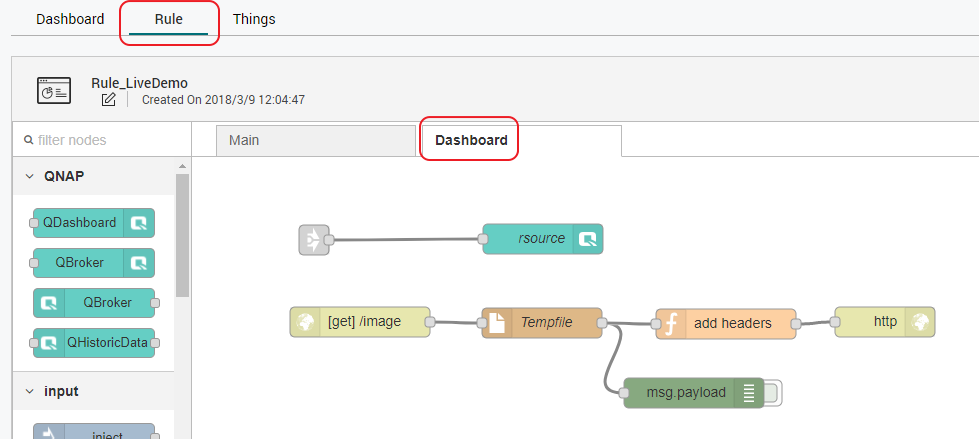 Dashboard Rule Things
Rule_LiveDemo
Created On 2018/3/9 12:04:47
filter nodes
Main Dashboard
QNAP
QDashboard
QBroker
QBroker
QHistoricData
input
inject
rsource
[get] /image Tempfile add headers http
msg.payload